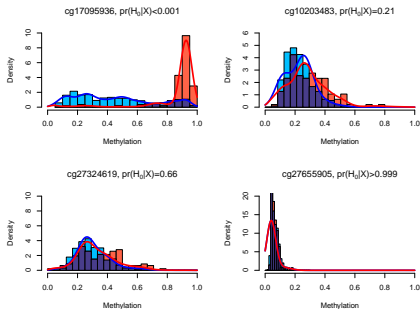 cg17095936, pr(H0|X)<0.001
Density
0 2 4 6 8 10
0.0 0.2 0.4 0.6 0.8 1.0
Methylation
cg10203483, pr(H0|X)=0.21
Density
0 1 2 3 4 5 6
0.0 0.2 0.4 0.6 0.8 1.0
Methylation
cg27324619, pr(H0|X)=0.66
Density
0 2 4 6 8 10
0.0 0.2 0.4 0.6 0.8 1.0
Methylation
cg27655905, pr(H0|X)>0.999
Density
0 5 10 15 20
0.0 0.2 0.4 0.6 0.8 1.0
Methylation